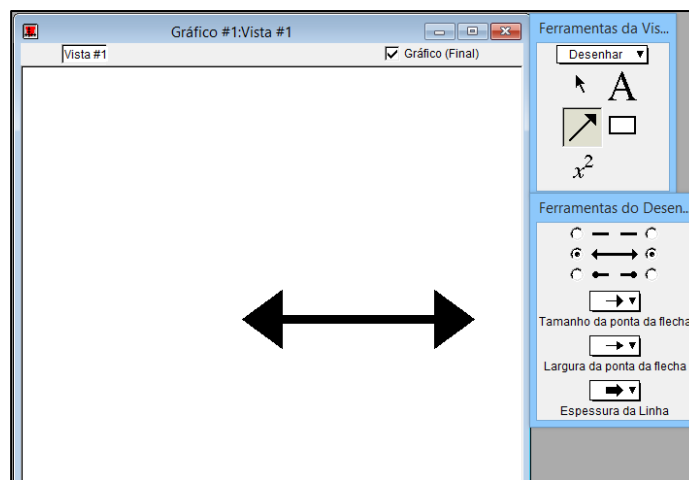 Gráfico #1:Vista #1
Vista #1
Gráfico (Final)
Ferramentas da Vis...
Desenhar
A
x²
Ferramentas do Desen...
Tamanho da ponta da flecha
Largura da ponta da flecha
Espessura da Linha